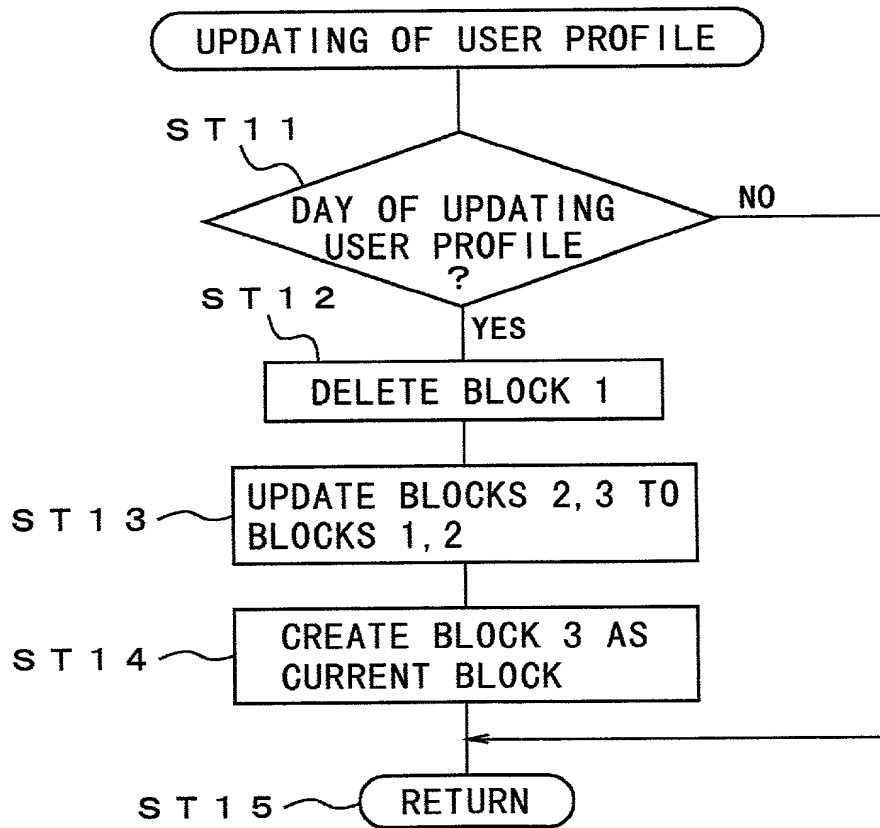 UPDATING OF USER PROFILE
ST11
DAY OF UPDATING
USER PROFILE
?
NO
YES
ST12
DELETE BLOCK 1
ST13
UPDATE BLOCKS 2,3 TO
BLOCKS 1,2
ST14
CREATE BLOCK 3 AS
CURRENT BLOCK
ST15
RETURN